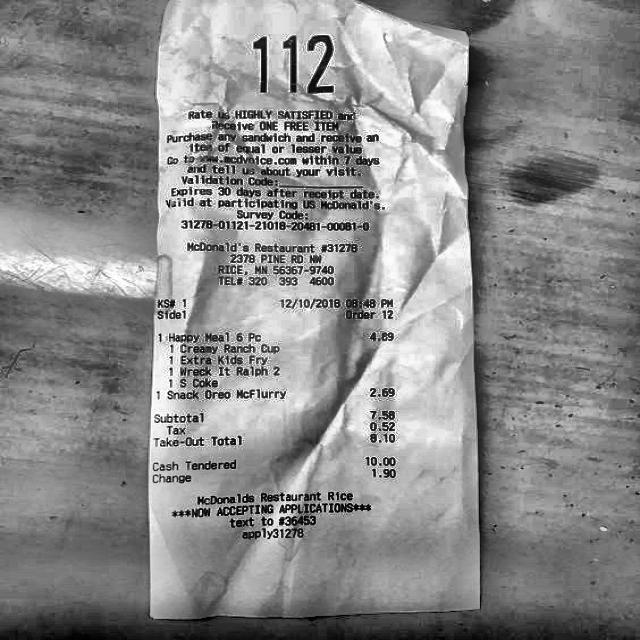 112
Rate us HIGHLY SATISFIED and
Receive ONE FREE ITEM
Purchase any sandwich and receive an
item of equal or lesser value
Go to www.mcdvoice.com within 7 days
and tell us about your visit.
Validation Code:
Expires 30 days after receipt date.
Valid at participating US McDonald's.
Survey Code:
31278-01121-21018-20481-00081-0
McDonald's Restaurant #31278
2378 PINE RD NW
RICE, MN 56367-9740
TEL# 320 393 4600
KS# 1 12/10/2018 08:48 PM
Side1 Order 12
1 Happy Meal 6 Pc 4.89
1 Creamy Ranch Cup
1 Extra Kids Fry
1 Wreck It Ralph 2
1 S Coke
1 Snack Oreo McFlurry 2.69
Subtotal 7.58
Tax 0.52
Take-Out Total 8.10
Cash Tendered 10.00
Change 1.90
McDonalds Restaurant Rice
***NOW ACCEPTING APPLICATIONS***
text to #36453
apply31278